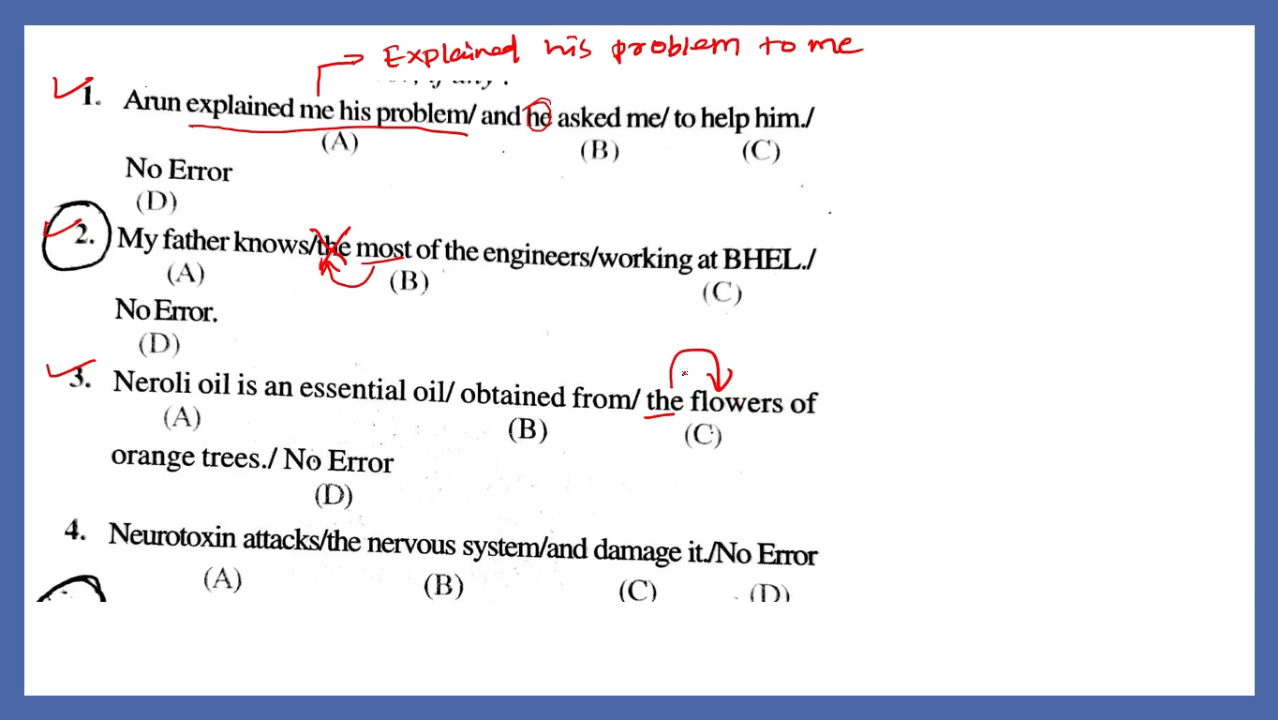 Explained his problem to me
1. Arun explained me his problem/ and he asked me/ to help him./
(A) (B) (C)
No Error
(D)
2. My father knows/the most of the engineers/working at BHEL./
(A) (B) (C)
No Error.
(D)
3. Neroli oil is an essential oil/ obtained from/ the flowers of
(A) (B) (C)
orange trees./ No Error
(D)
4. Neurotoxin attacks/the nervous system/and damage it./No Error
(A) (B) (C) (D)